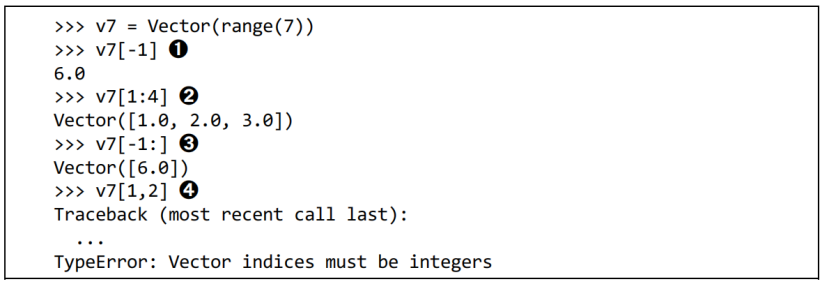 >>> v7 = Vector(range(7))
>>> v7[-1] ❶
6.0
>>> v7[1:4] ❷
Vector([1.0, 2.0, 3.0])
>>> v7[-1:] ❸
Vector([6.0])
>>> v7[1,2] ❹
Traceback (most recent call last):
  ...
TypeError: Vector indices must be integers